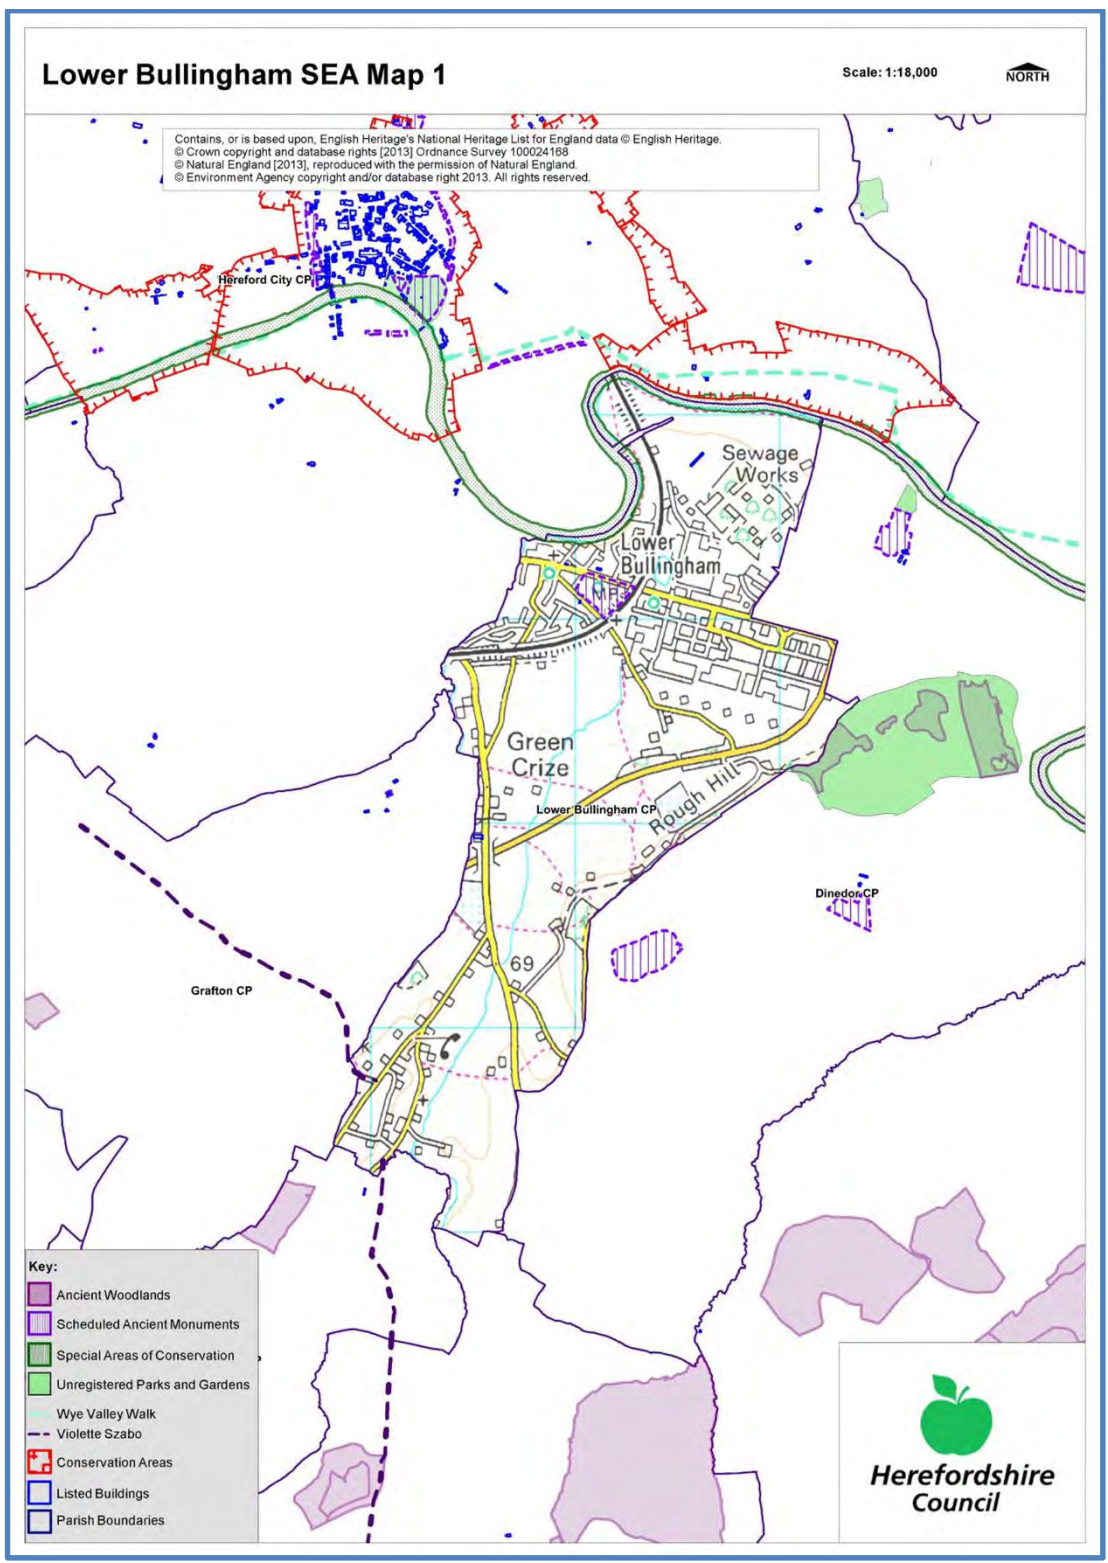 Lower Bullingham SEA Map 1
Scale: 1:18,000
NORTH
Contains, or is based upon, English Heritage's National Heritage List for England data © English Heritage.
© Crown copyright and database rights [2013] Ordnance Survey 100024168
© Natural England [2013], reproduced with the permission of Natural England.
© Environment Agency copyright and/or database right 2013. All rights reserved.
Hereford City CP
Sewage
Works
Lower
Bullingham
Green
Crize
Lower Bullingham CP
Rough Hill
Dinedor CP
69
Grafton CP
Key:
Ancient Woodlands
Scheduled Ancient Monuments
Special Areas of Conservation
Unregistered Parks and Gardens
Wye Valley Walk
Violette Szabo
Conservation Areas
Listed Buildings
Parish Boundaries
Herefordshire
Council